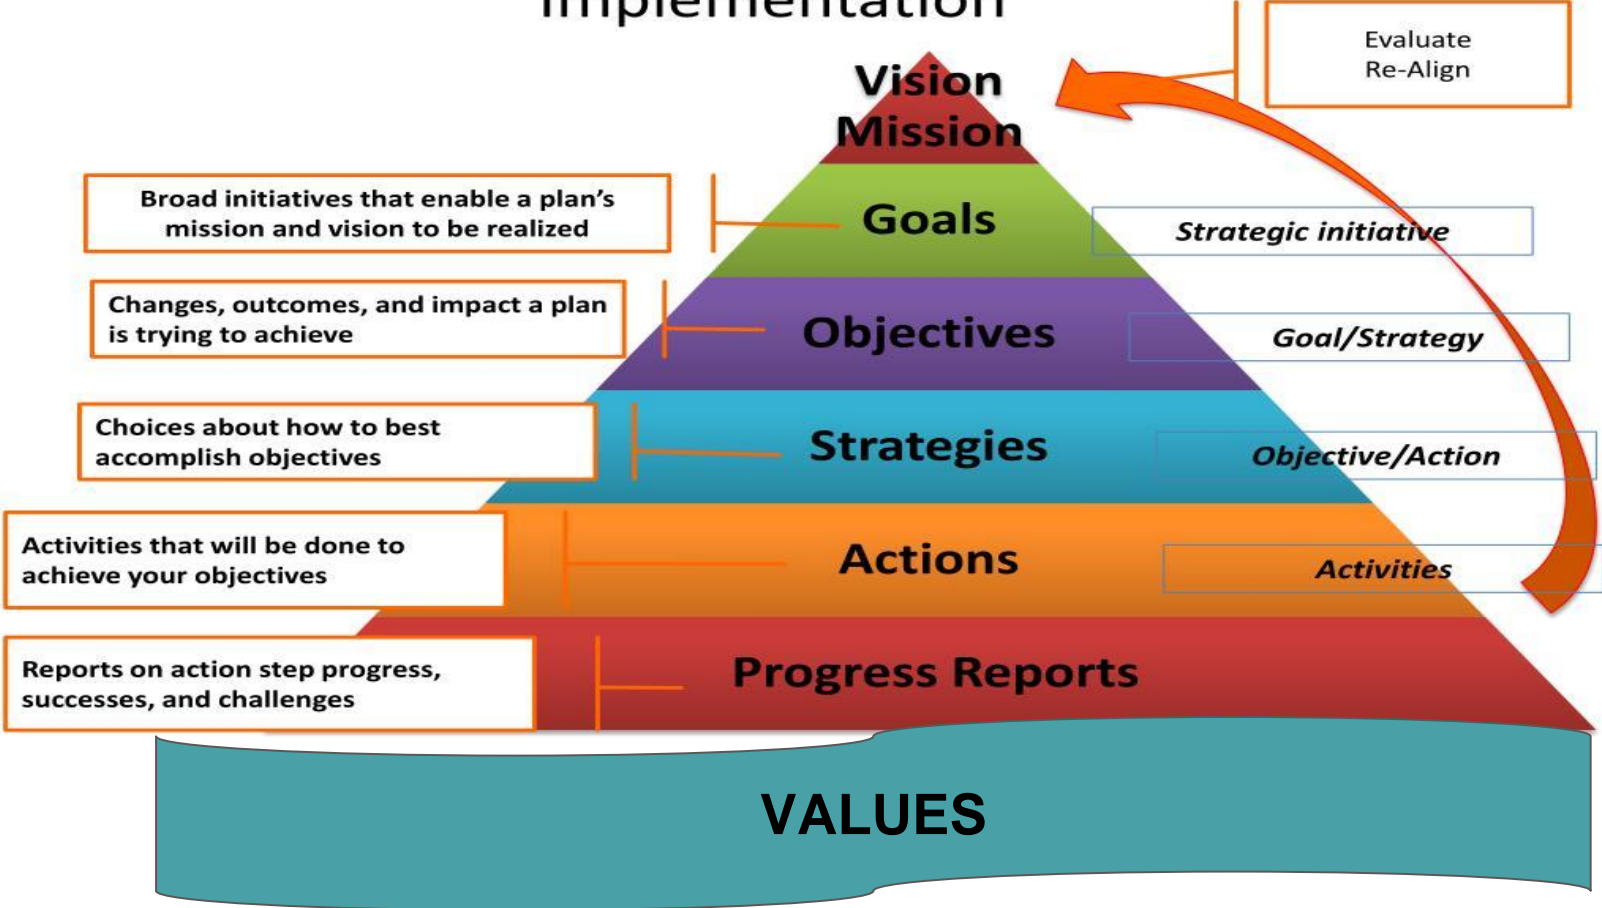 Implementation
Evaluate
Re-Align
Vision
Mission
Broad initiatives that enable a plan’s
mission and vision to be realized
Goals
Strategic initiative
Changes, outcomes, and impact a plan
is trying to achieve
Objectives
Goal/Strategy
Choices about how to best
accomplish objectives
Strategies
Objective/Action
Activities that will be done to
achieve your objectives
Actions
Activities
Reports on action step progress,
successes, and challenges
Progress Reports
VALUES